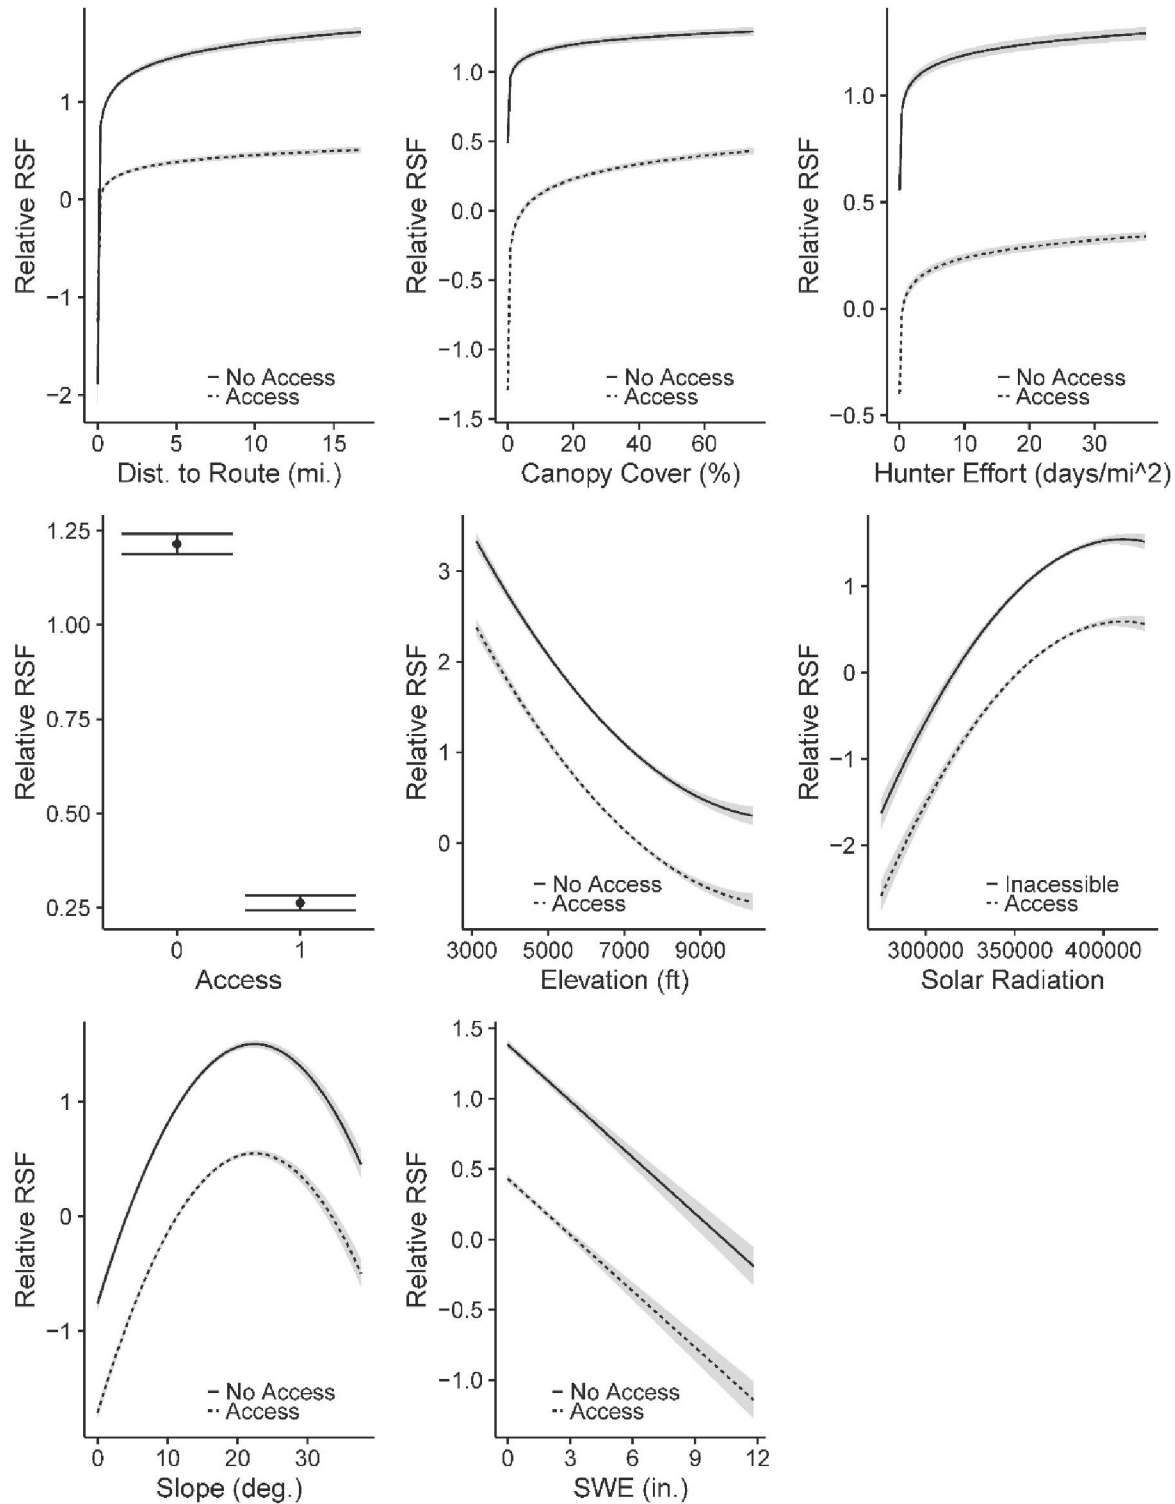 Relative RSF
1
0
−1
−2
– No Access
--- Access
0 5 10 15
Dist. to Route (mi.)
Relative RSF
1.0
0.5
0.0
−0.5
−1.0
−1.5
– No Access
--- Access
0 20 40 60
Canopy Cover (%)
Relative RSF
1.0
0.5
0.0
−0.5
– No Access
--- Access
0 10 20 30
Hunter Effort (days/mi^2)
Relative RSF
1.25
1.00
0.75
0.50
0.25
0 1
Access
Relative RSF
3
2
1
0
– No Access
--- Access
3000 5000 7000 9000
Elevation (ft)
Relative RSF
1
0
−1
−2
– Inacessible
--- Access
300000 350000 400000
Solar Radiation
Relative RSF
1
0
−1
– No Access
--- Access
0 10 20 30
Slope (deg.)
Relative RSF
1.5
1.0
0.5
0.0
−0.5
−1.0
– No Access
--- Access
0 3 6 9 12
SWE (in.)